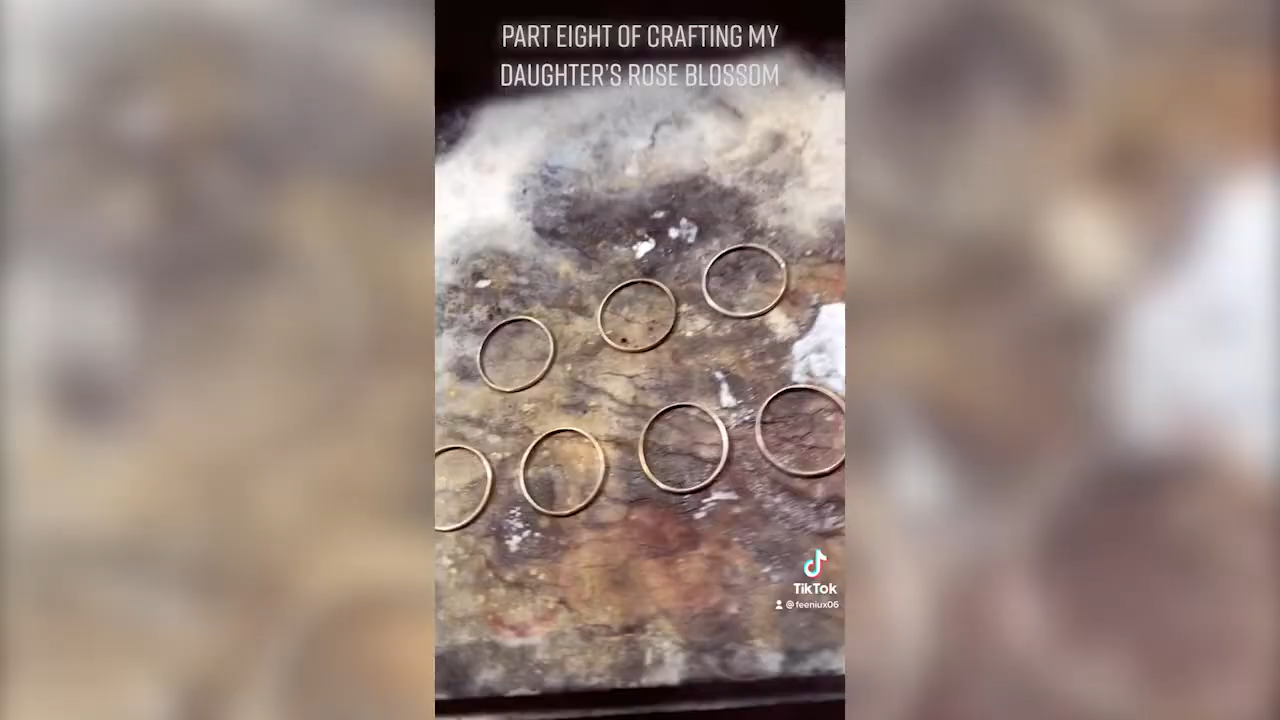 PART EIGHT OF CRAFTING MY
DAUGHTER'S ROSE BLOSSOM
TikTok
@feeniux06